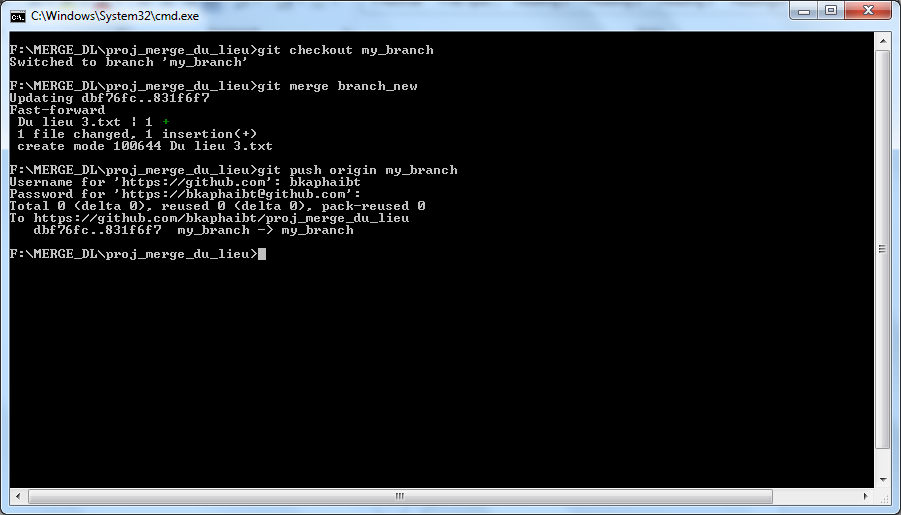 C:\Windows\System32\cmd.exe
F:\MERGE_DL\proj_merge_du_lieu>git checkout my_branch
Switched to branch 'my_branch'
F:\MERGE_DL\proj_merge_du_lieu>git merge branch_new
Updating dbf76fc..831f6f7
Fast-forward
 Du lieu 3.txt | 1 +
 1 file changed, 1 insertion(+)
 create mode 100644 Du lieu 3.txt
F:\MERGE_DL\proj_merge_du_lieu>git push origin my_branch
Username for 'https://github.com': bkaphaibt
Password for 'https://bkaphaibt@github.com':
Total 0 (delta 0), reused 0 (delta 0), pack-reused 0
To https://github.com/bkaphaibt/proj_merge_du_lieu
   dbf76fc..831f6f7  my_branch -> my_branch
F:\MERGE_DL\proj_merge_du_lieu>